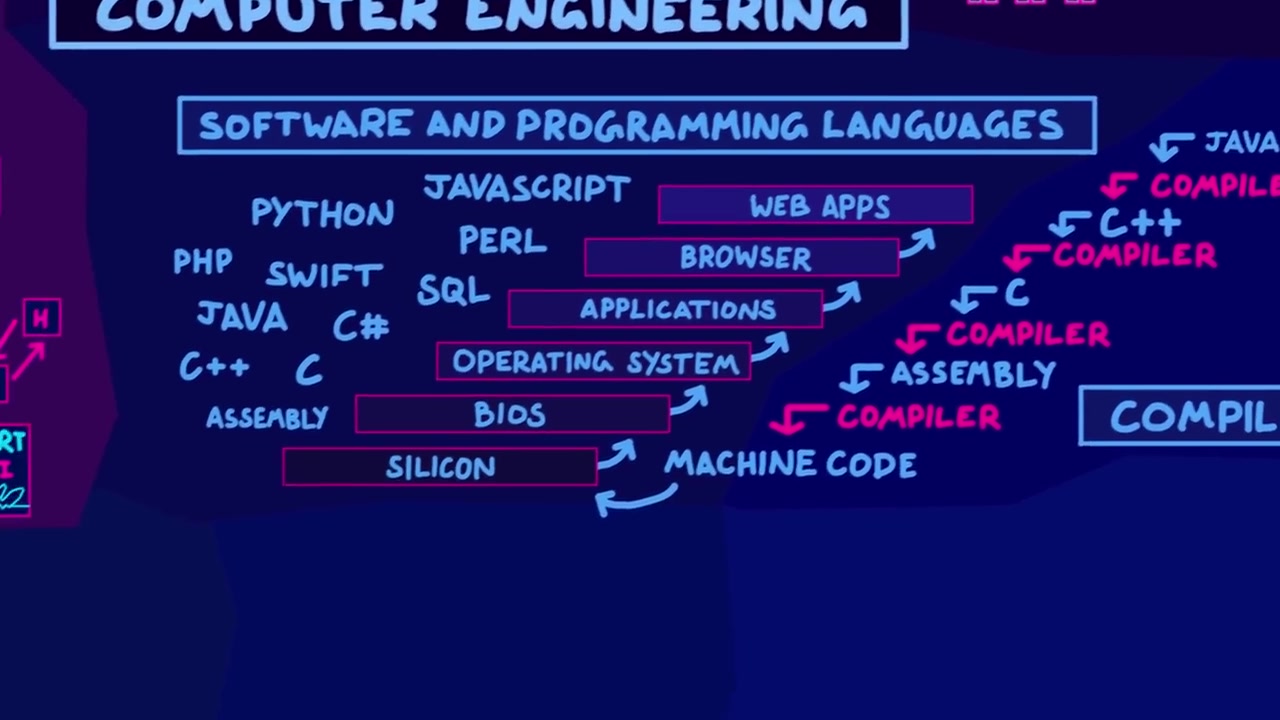 COMPUTER ENGINEERING
SOFTWARE AND PROGRAMMING LANGUAGES
JAVA
JAVASCRIPT
COMPILE
PYTHON
WEB APPS
C++
PERL
BROWSER
COMPILER
PHP
SWIFT
SQL
C
JAVA
C#
APPLICATIONS
COMPILER
C++
C
OPERATING SYSTEM
ASSEMBLY
ASSEMBLY
BIOS
COMPILER
COMPIL
SILICON
MACHINE CODE
H
RT
I